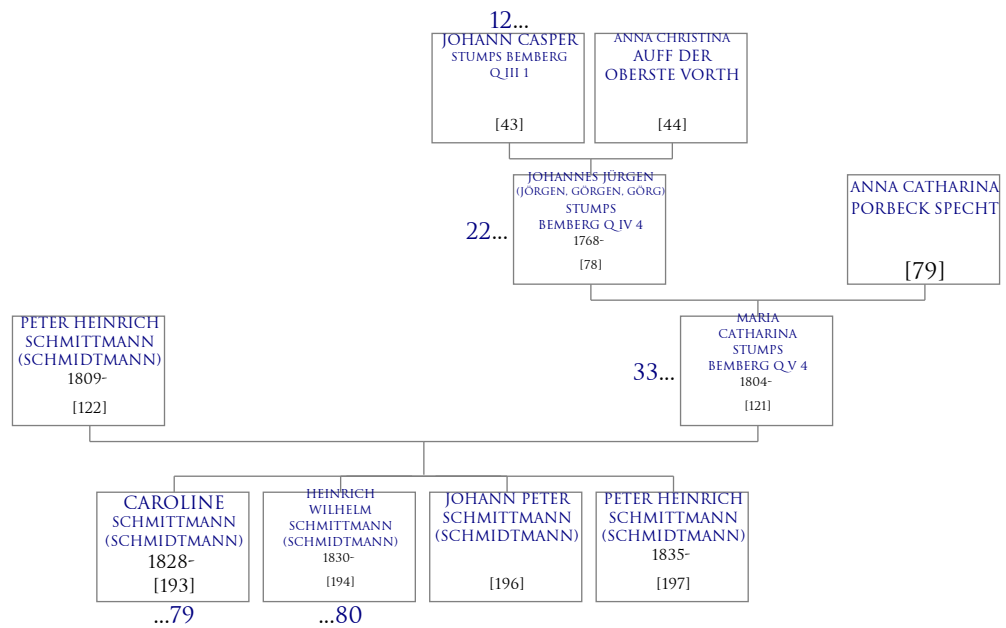 12...
JOHANN CASPER
STUMPS BEMBERG
Q III 1
[43]
ANNA CHRISTINA
AUFF DER
OBERSTE VORTH
[44]
22...
JOHANNES JÜRGEN
(JÖRGEN, GÖRGEN, GÖRG)
STUMPS
BEMBERG Q IV 4
1768-
[78]
ANNA CATHARINA
PORBECK SPECHT
[79]
PETER HEINRICH
SCHMITTMANN
(SCHMIDTMANN)
1809-
[122]
33...
MARIA
CATHARINA
STUMPS
BEMBERG Q V 4
1804-
[121]
CAROLINE
SCHMITTMANN
(SCHMIDTMANN)
1828-
[193]
...79
HEINRICH
WILHELM
SCHMITTMANN
(SCHMIDTMANN)
1830-
[194]
...80
JOHANN PETER
SCHMITTMANN
(SCHMIDTMANN)
[196]
PETER HEINRICH
SCHMITTMANN
(SCHMIDTMANN)
1835-
[197]